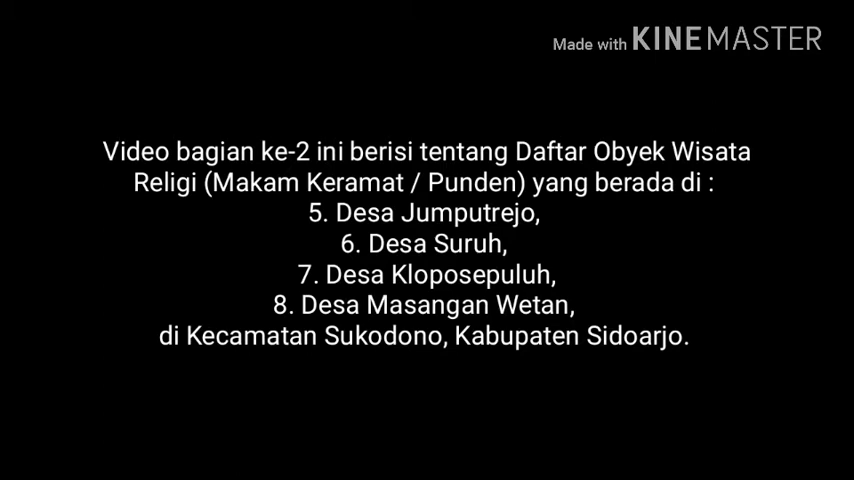 Made with KINEMASTER
Video bagian ke-2 ini berisi tentang Daftar Obyek Wisata
Religi (Makam Keramat / Punden) yang berada di :
5. Desa Jumputrejo,
6. Desa Suruh,
7. Desa Kloposepuluh,
8. Desa Masangan Wetan,
di Kecamatan Sukodono, Kabupaten Sidoarjo.